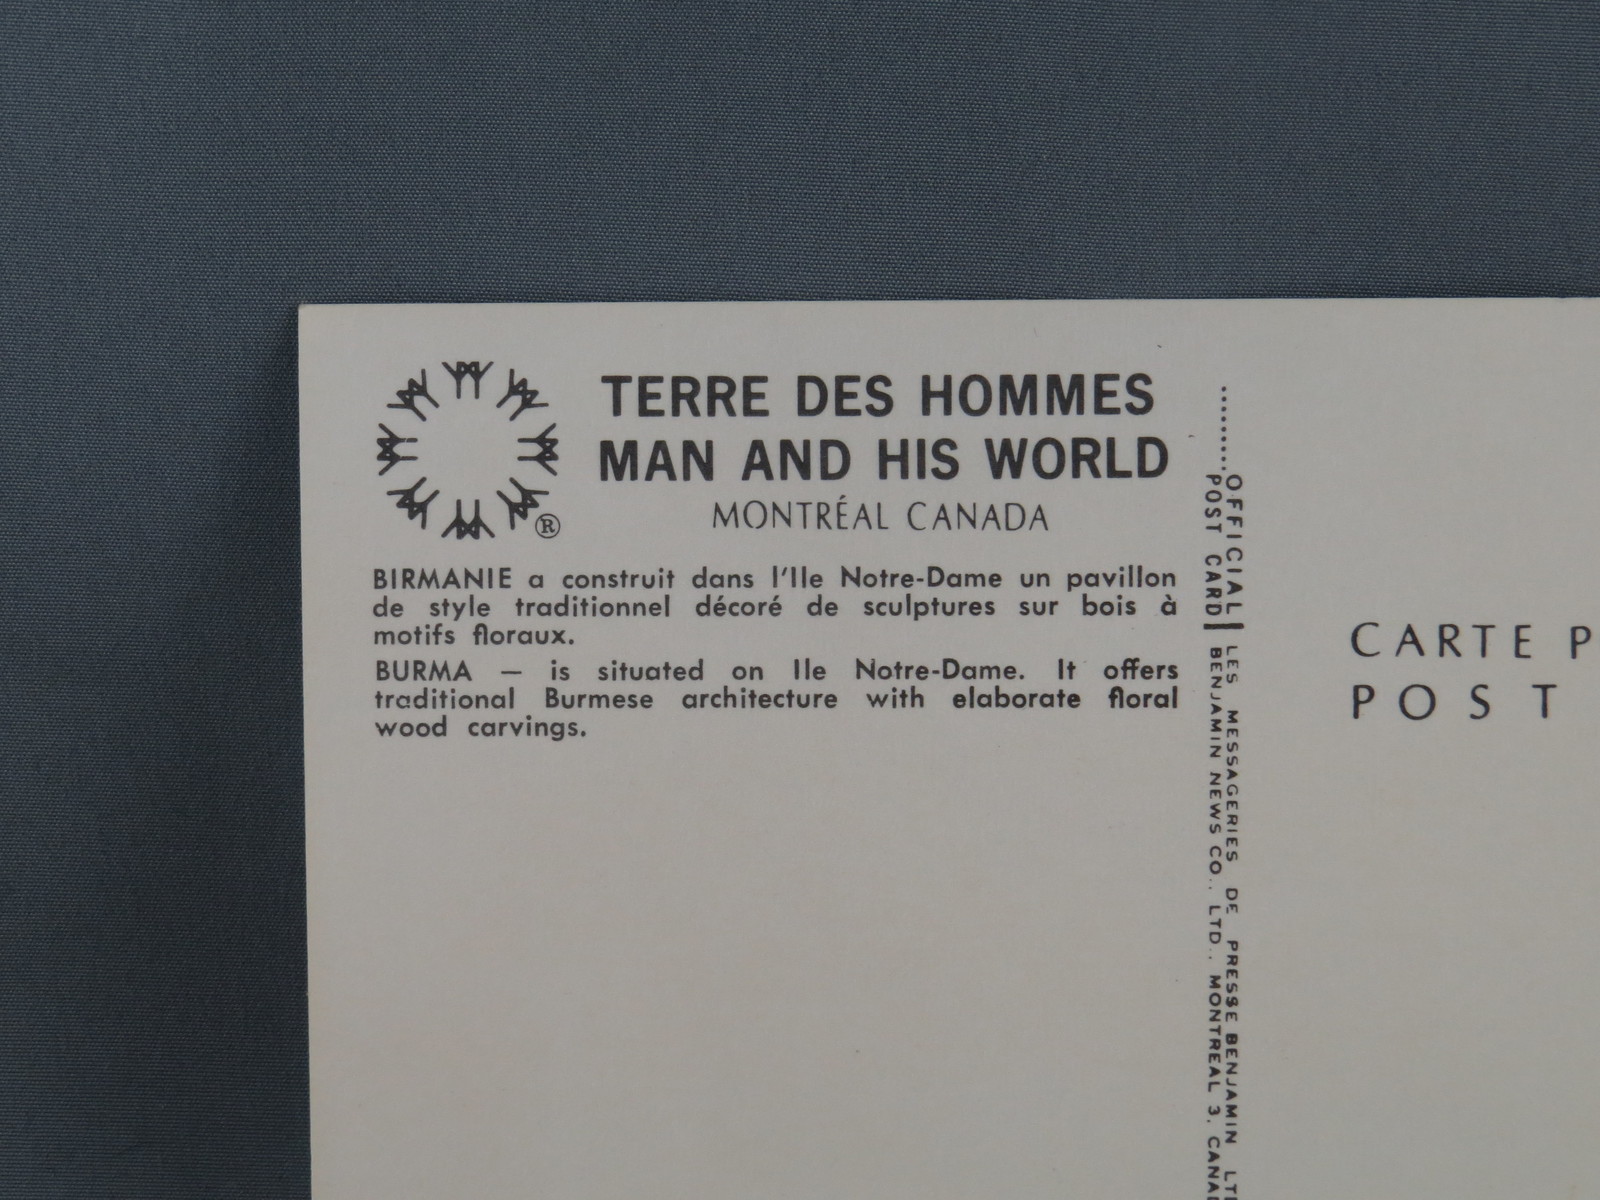 TERRE DES HOMMES
MAN AND HIS WORLD
MONTRÉAL CANADA
®
BIRMANIE a construit dans l'Ile Notre-Dame un pavillon
de style traditionnel décoré de sculptures sur bois à
motifs floraux.
BURMA — is situated on Ile Notre-Dame. It offers
traditional Burmese architecture with elaborate floral
wood carvings.
OFFICIAL
POST CARD
LES MESSAGERIES DE PRESSE BENJAMIN LT
BENJAMIN NEWS CO., LTD., MONTREAL 3, CANA
CARTE P
POST